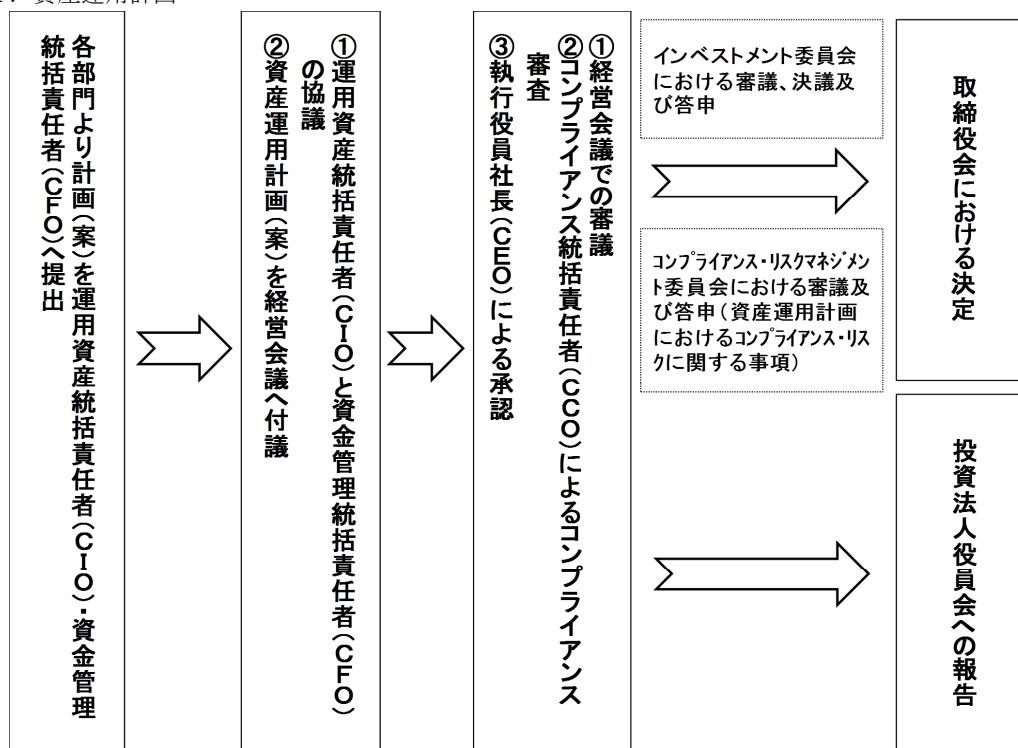 各部門より計画（案）を運用資産統括責任者（CIO）・資金管理
統括責任者（CFO）へ提出
①運用資産統括責任者（CIO）と資金管理統括責任者（CFO）
の協議
②資産運用計画（案）を経営会議へ付議
①経営会議での審議
②コンプライアンス統括責任者（CCO）によるコンプライアンス
審査
③執行役員社長（CEO）による承認
インベストメント委員会
における審議、決議及
び答申
コンプライアンス・リスクマネジメン
ト委員会における審議及
び答申（資産運用計画
におけるコンプライアンス・リス
クに関する事項）
取締役会における決定
投資法人役員会への報告